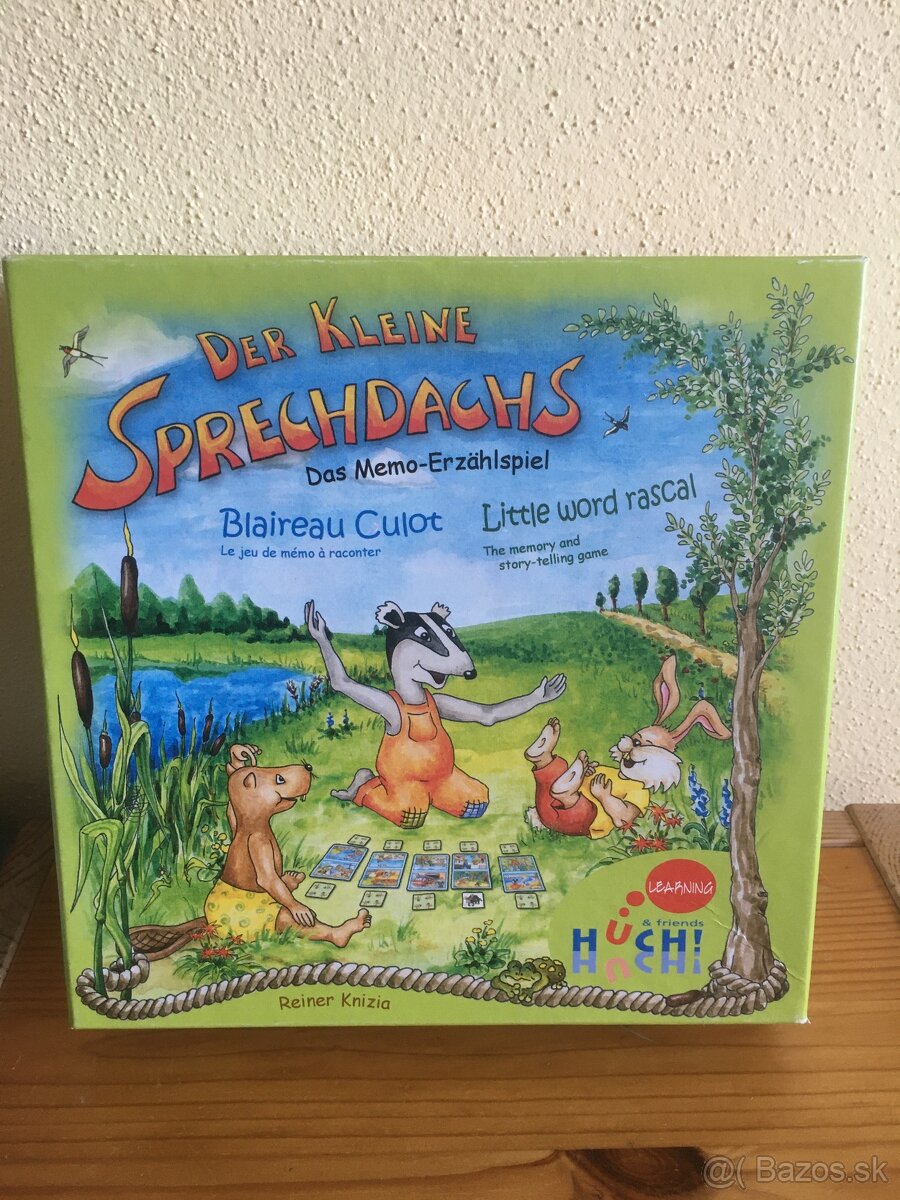 DER KLEINE
SPRECHDACHS
Das Memo-Erzählspiel
Blaireau Culot
Le jeu de mémo à raconter
Little word rascal
The memory and
story-telling game
LEARNING
& friends
HUCH!
Reiner Knizia
@( Bazos.sk